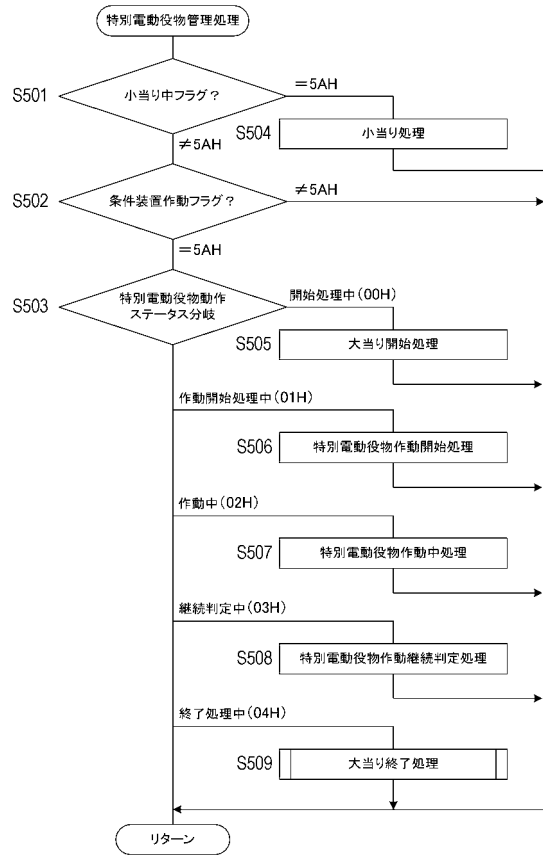 特別電動役物管理処理
S501
小当り中フラグ？
＝5AH
S504
小当り処理
≠5AH
S502
条件装置作動フラグ？
≠5AH
＝5AH
S503
特別電動役物動作
ステータス分岐
開始処理中(00H)
S505
大当り開始処理
作動開始処理中(01H)
S506
特別電動役物作動開始処理
作動中(02H)
S507
特別電動役物作動中処理
継続判定中(03H)
S508
特別電動役物作動継続判定処理
終了処理中(04H)
S509
大当り終了処理
リターン